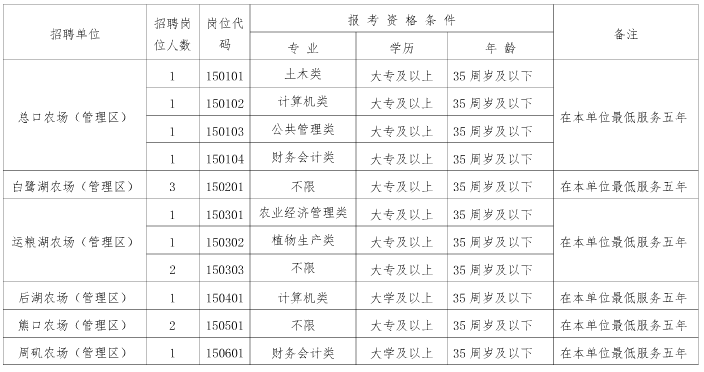 招聘单位 招聘岗位人数 岗位代码 报考资格条件 备注
专业 学历 年龄
总口农场（管理区） 1 150101 土木类 大专及以上 35周岁及以下 在本单位最低服务五年
1 150102 计算机类 大专及以上 35周岁及以下
1 150103 公共管理类 大专及以上 35周岁及以下
1 150104 财务会计类 大专及以上 35周岁及以下
白鹭湖农场（管理区） 3 150201 不限 大专及以上 35周岁及以下 在本单位最低服务五年
运粮湖农场（管理区） 1 150301 农业经济管理类 大专及以上 35周岁及以下 在本单位最低服务五年
1 150302 植物生产类 大专及以上 35周岁及以下
2 150303 不限 大专及以上 35周岁及以下
后湖农场（管理区） 1 150401 计算机类 大学及以上 35周岁及以下 在本单位最低服务五年
熊口农场（管理区） 2 150501 不限 大专及以上 35周岁及以下 在本单位最低服务五年
周矶农场（管理区） 1 150601 财务会计类 大学及以上 35周岁及以下 在本单位最低服务五年